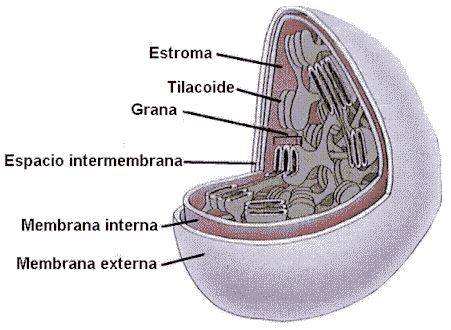 Estroma
Tilacoide
Grana
Espacio intermembrana
Membrana interna
Membrana externa